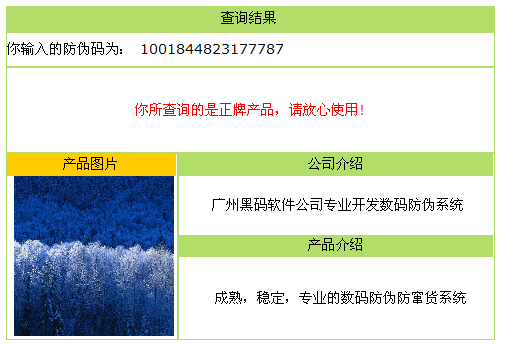 查询结果
你输入的防伪码为： 1001844823177787
你所查询的是正牌产品，请放心使用！
产品图片
公司介绍
广州黑码软件公司专业开发数码防伪系统
产品介绍
成熟，稳定，专业的数码防伪防窜货系统